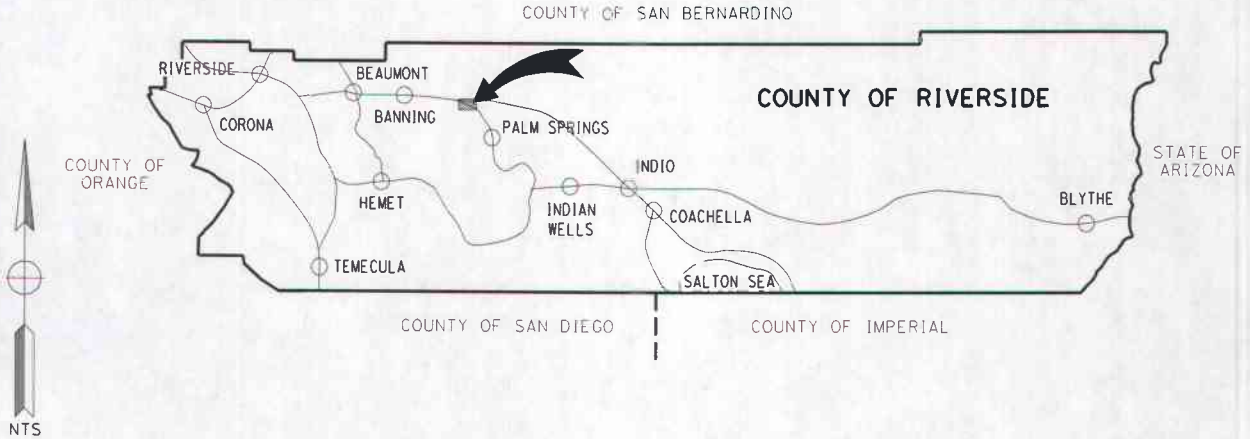 COUNTY OF SAN BERNARDINO
RIVERSIDE
BEAUMONT
COUNTY OF RIVERSIDE
CORONA
BANNING
PALM SPRINGS
COUNTY OF
ORANGE
STATE OF
ARIZONA
INDIO
HEMET
INDIAN
WELLS
COACHELLA
BLYTHE
TEMECULA
SALTON SEA
COUNTY OF SAN DIEGO
COUNTY OF IMPERIAL
NTS